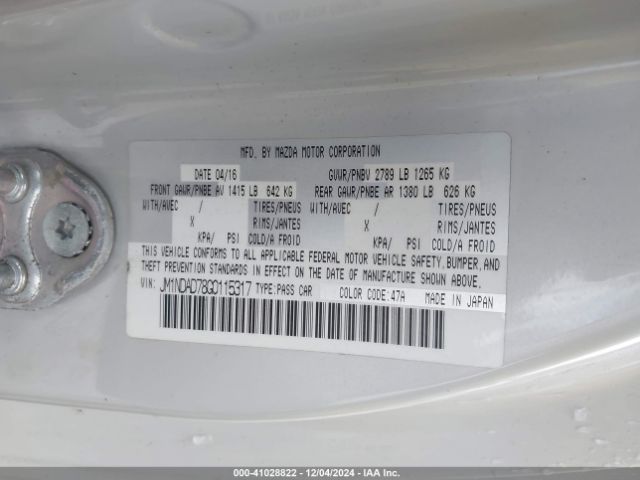 MFD. BY MAZDA MOTOR CORPORATION
DATE 04/16 GVWR/PNBV 2789 LB 1265 KG
FRONT GAWR/PNBE AV 1415 LB 642 KG REAR GAWR/PNBE AR 1380 LB 626 KG
WITH/AVEC / TIRES/PNEUS WITH/AVEC / TIRES/PNEUS
X RIMS/JANTES X RIMS/JANTES
KPA/ PSI COLD/A FROID KPA/ PSI COLD/A FROID
THIS VEHICLE CONFORMS TO ALL APPLICABLE FEDERAL MOTOR VEHICLE SAFETY, BUMPER, AND
THEFT PREVENTION STANDARDS IN EFFECT ON THE DATE OF MANUFACTURE SHOWN ABOVE.
VIN: JM1NDAD78G0115317 TYPE:PASS CAR COLOR CODE:47A MADE IN JAPAN
000-41028822 • 12/04/2024 • IAA Inc.